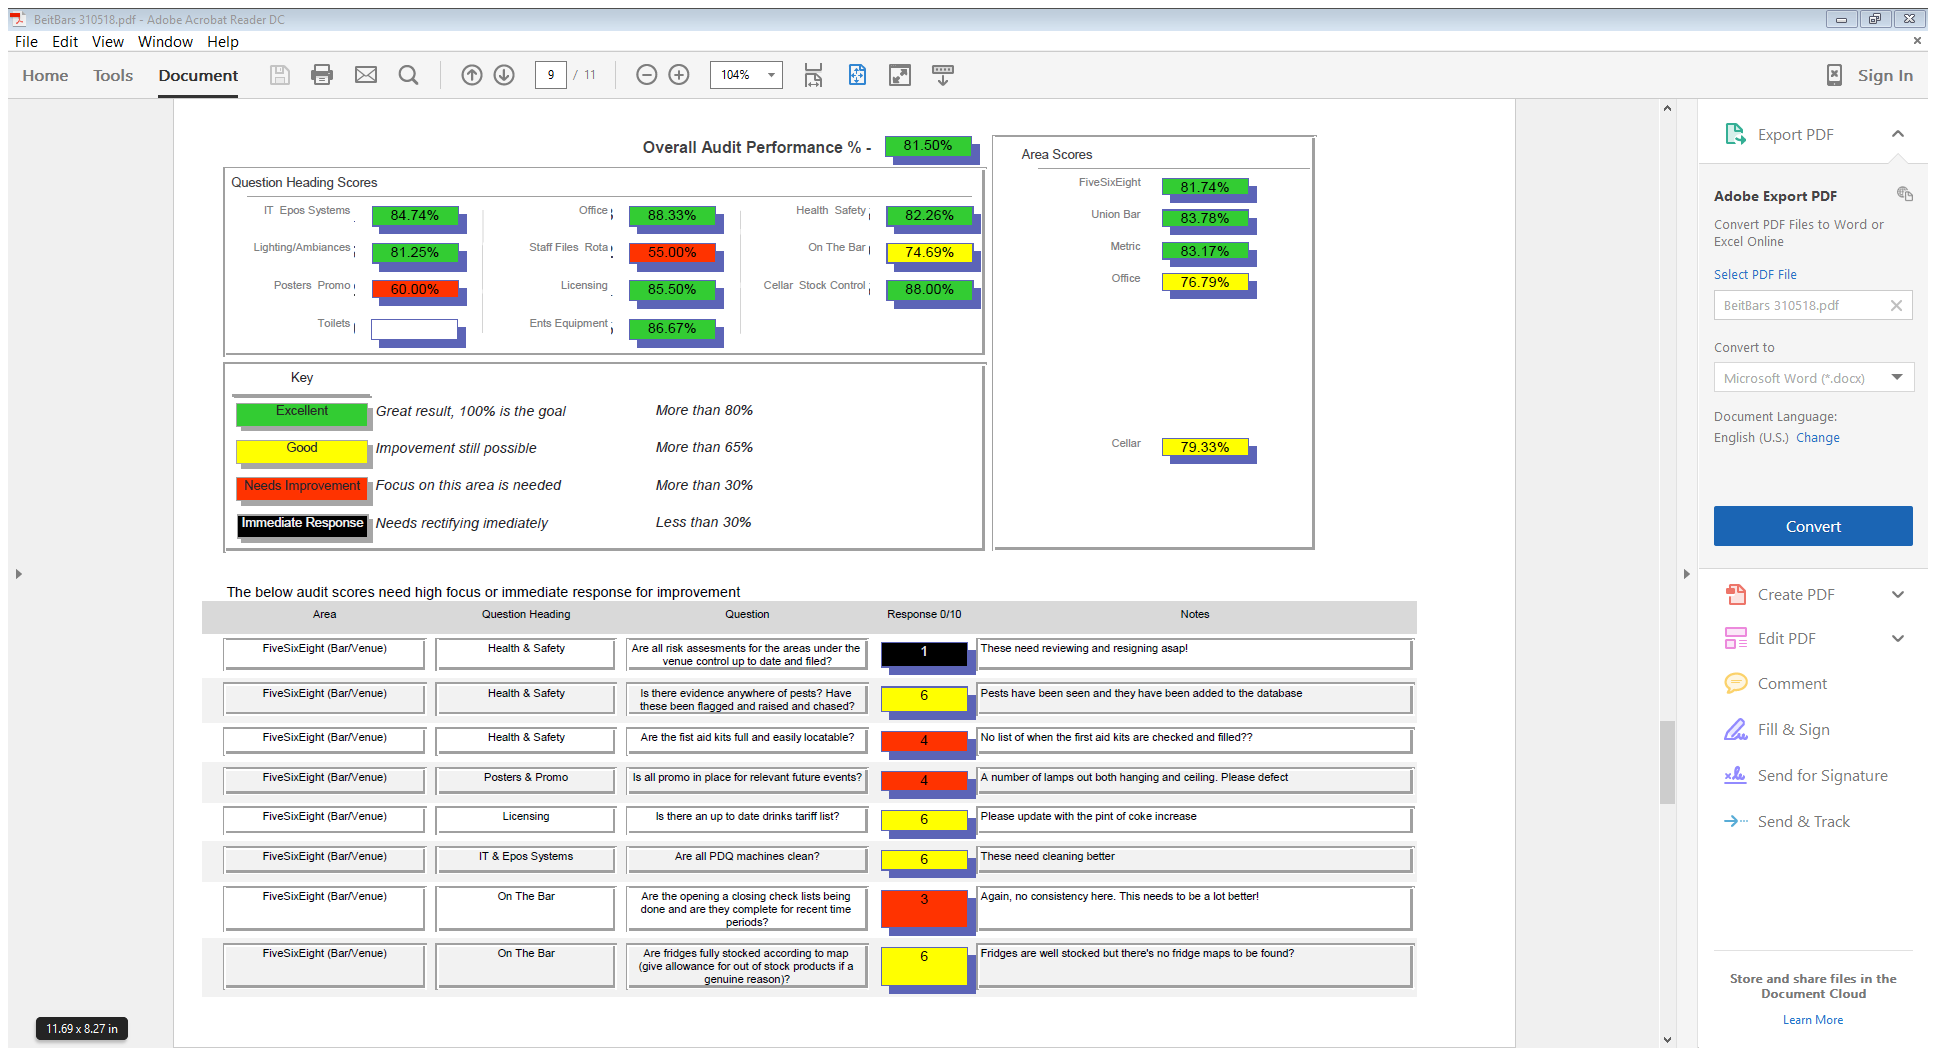 BeitBars 310518.pdf - Adobe Acrobat Reader DC
File Edit View Window Help
Home Tools Document 9 / 11 104% Sign In
Overall Audit Performance % - 81.50%
Question Heading Scores
IT Epos Systems 84.74% Office 88.33% Health Safety 82.26%
Lighting/Ambiances 81.25% Staff Files Rota 55.00% On The Bar 74.69%
Posters Promo 60.00% Licensing 85.50% Cellar Stock Control 88.00%
Toilets Ents Equipment 86.67%
Area Scores
FiveSixEight 81.74%
Union Bar 83.78%
Metric 83.17%
Office 76.79%
Cellar 79.33%
Key
Excellent Great result, 100% is the goal More than 80%
Good Impovement still possible More than 65%
Needs Improvement Focus on this area is needed More than 30%
Immediate Response Needs rectifying imediately Less than 30%
The below audit scores need high focus or immediate response for improvement
Area Question Heading Question Response 0/10 Notes
FiveSixEight (Bar/Venue) Health & Safety Are all risk assesments for the areas under the 1 These need reviewing and resigning asap!
venue control up to date and filed?
FiveSixEight (Bar/Venue) Health & Safety Is there evidence anywhere of pests? Have 6 Pests have been seen and they have been added to the database
these been flagged and raised and chased?
FiveSixEight (Bar/Venue) Health & Safety Are the fist aid kits full and easily locatable? 4 No list of when the first aid kits are checked and filled??
FiveSixEight (Bar/Venue) Posters & Promo Is all promo in place for relevant future events? 4 A number of lamps out both hanging and ceiling. Please defect
FiveSixEight (Bar/Venue) Licensing Is there an up to date drinks tariff list? 6 Please update with the pint of coke increase
FiveSixEight (Bar/Venue) IT & Epos Systems Are all PDQ machines clean? 6 These need cleaning better
FiveSixEight (Bar/Venue) On The Bar Are the opening a closing check lists being 3 Again, no consistency here. This needs to be a lot better!
done and are they complete for recent time
periods?
FiveSixEight (Bar/Venue) On The Bar Are fridges fully stocked according to map 6 Fridges are well stocked but there's no fridge maps to be found?
(give allowance for out of stock products if a
genuine reason)?
11.69 x 8.27 in
Export PDF
Adobe Export PDF
Convert PDF Files to Word or
Excel Online
Select PDF File
BeitBars 310518.pdf
Convert to
Microsoft Word (*.docx)
Document Language:
English (U.S.) Change
Convert
Create PDF
Edit PDF
Comment
Fill & Sign
Send for Signature
Send & Track
Store and share files in the
Document Cloud
Learn More